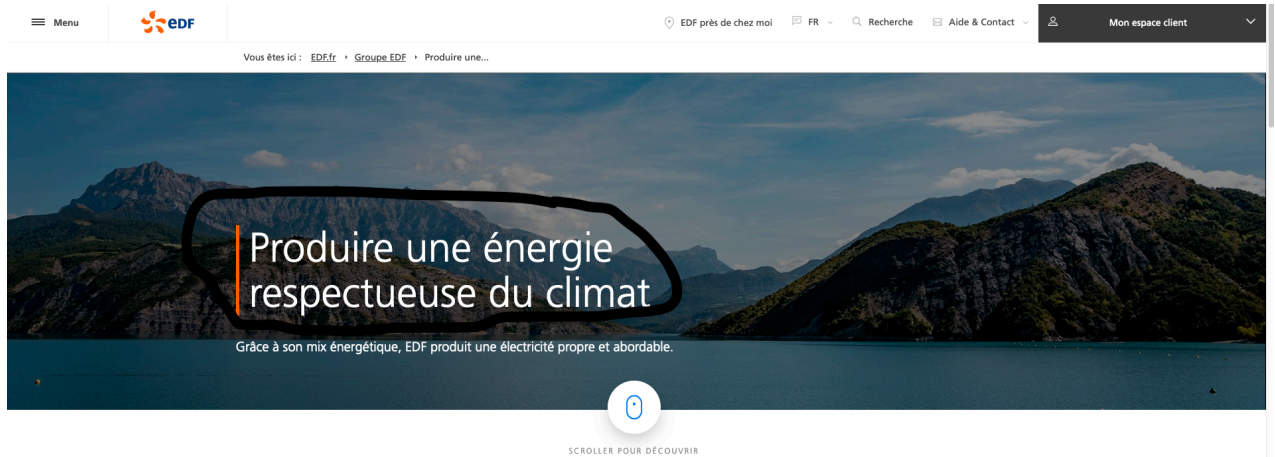 Menu
edf
EDF près de chez moi
FR
Recherche
Aide & Contact
Mon espace client
Vous êtes ici : EDF.fr Groupe EDF Produire une...
Produire une énergie
respectueuse du climat
Grâce à son mix énergétique, EDF produit une électricité propre et abordable.
SCROLLER POUR DÉCOUVRIR